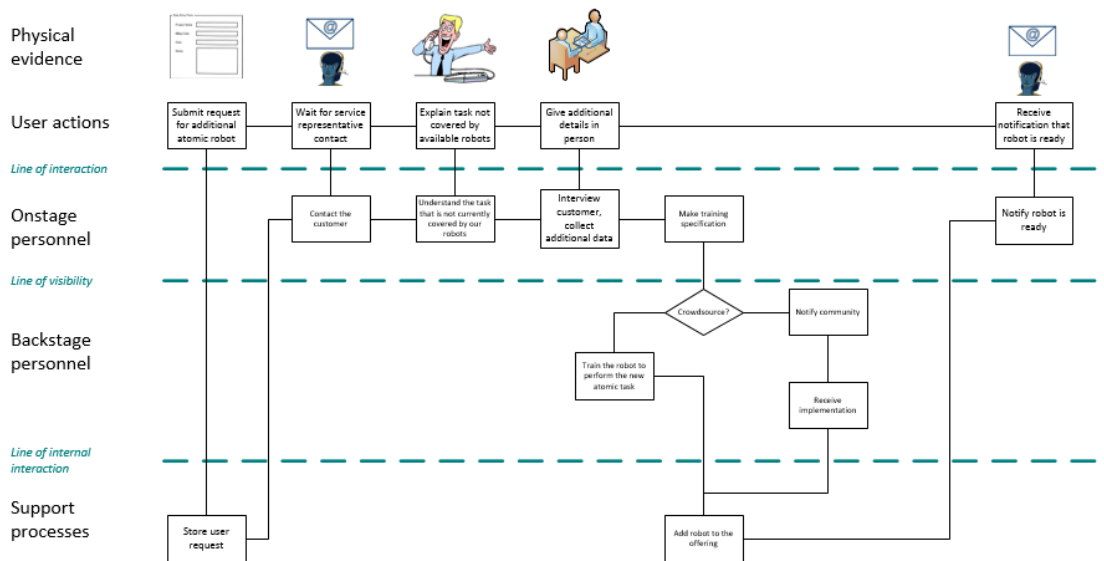 Physical
evidence
@
@
User actions
Submit request
for additional
atomic robot
Wait for service
representative
contact
Explain task not
covered by
available robots
Give additional
details in
person
Receive
notification that
robot is ready
Line of interaction
Onstage
personnel
Contact the
customer
Understand the task
that is not currently
covered by our
robots
Interview
customer,
collect
additional data
Make training
specification
Notify robot is
ready
Line of visibility
Backstage
personnel
Crowdsource?
Notify community
Train the robot to
perform the new
atomic task
Receive
implementation
Line of internal
interaction
Support
processes
Store user
request
Add robot to the
offering